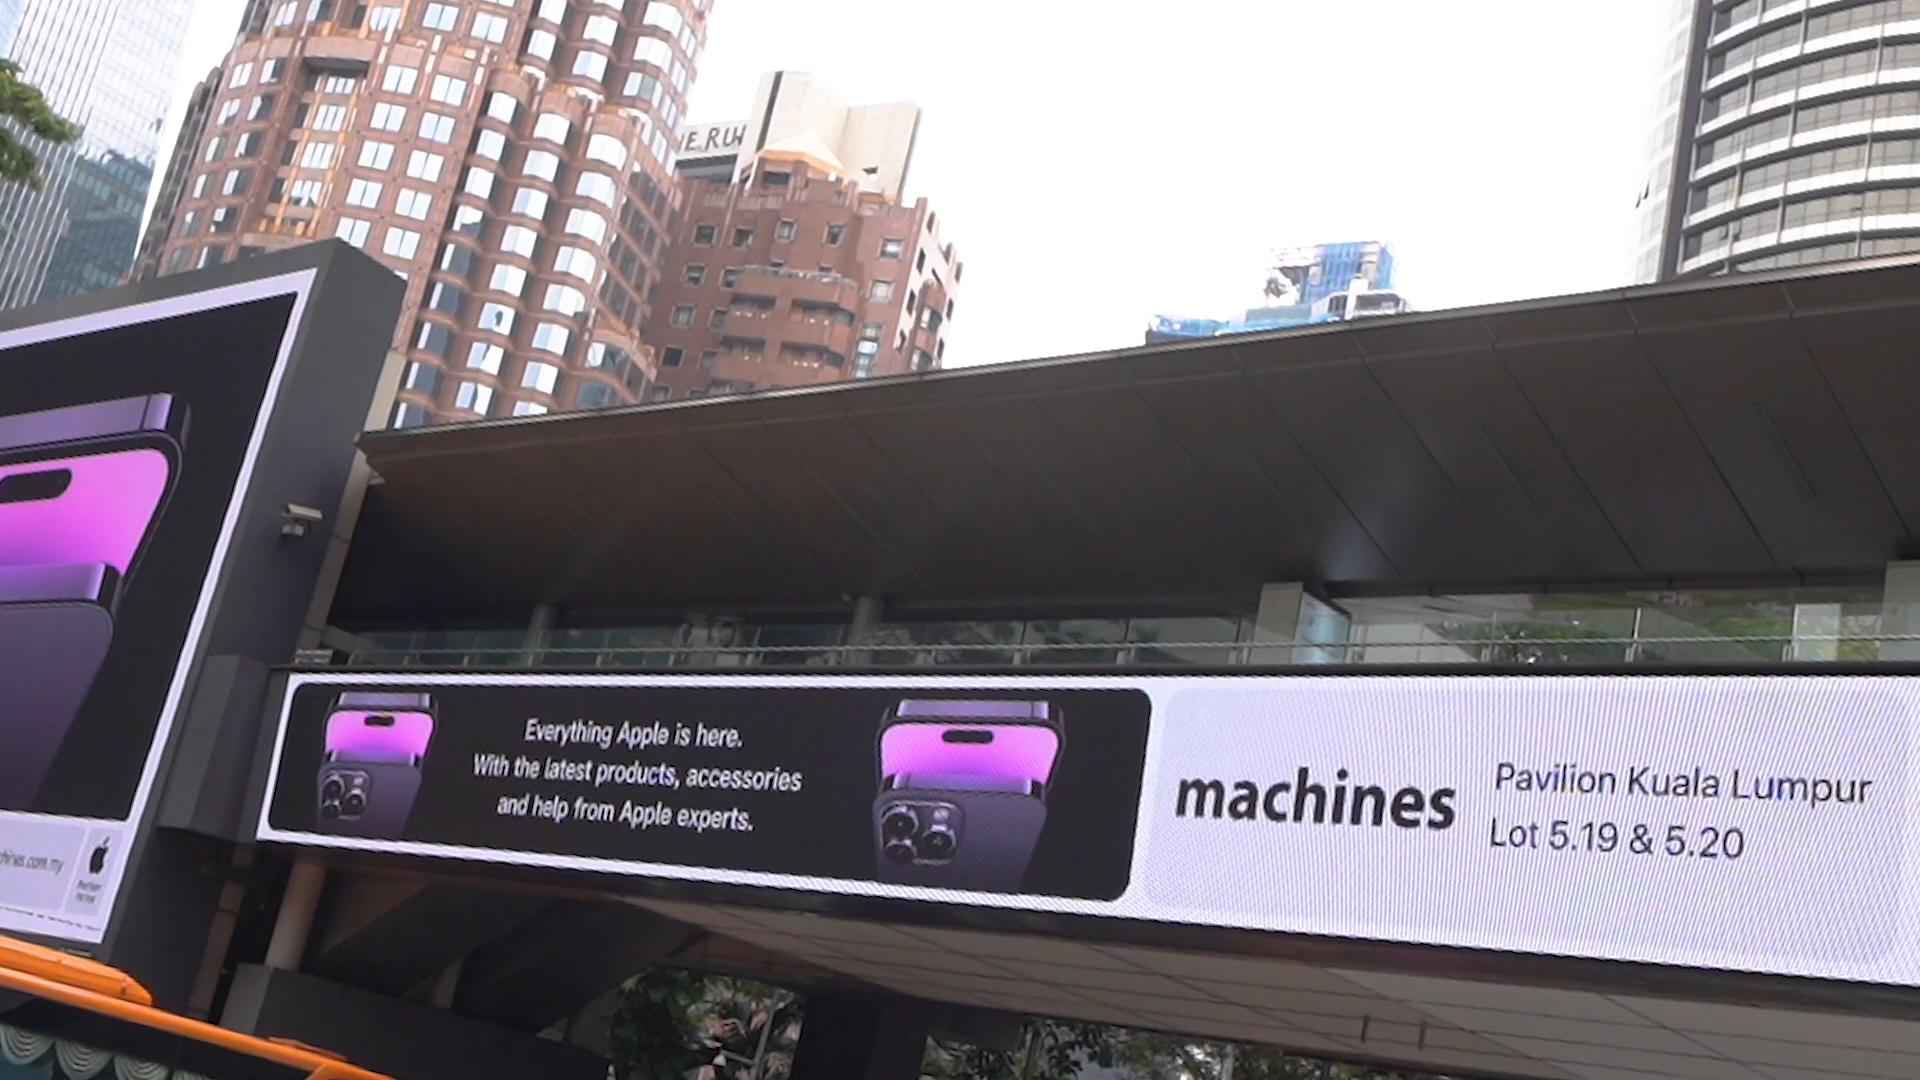 Everything Apple is here.
With the latest products, accessories
and help from Apple experts.
machines
Pavilion Kuala Lumpur
Lot 5.19 & 5.20